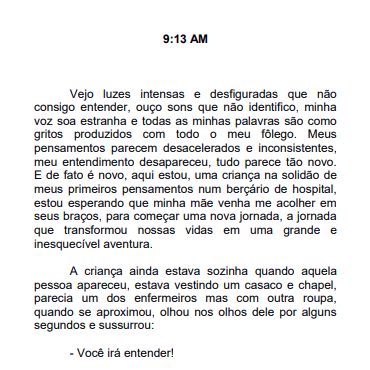 9:13 AM
Vejo luzes intensas e desfiguradas que não
consigo entender, ouço sons que não identifico, minha
voz soa estranha e todas as minhas palavras são como
gritos produzidos com todo o meu fôlego. Meus
pensamentos parecem desacelerados e inconsistentes,
meu entendimento desapareceu, tudo parece tão novo.
E de fato é novo, aqui estou, uma criança na solidão de
meus primeiros pensamentos num berçário de hospital,
estou esperando que minha mãe venha me acolher em
seus braços, para começar uma nova jornada, a jornada
que transformou nossas vidas em uma grande e
inesquecível aventura.
A criança ainda estava sozinha quando aquela
pessoa apareceu, estava vestindo um casaco e chapel,
parecia um dos enfermeiros mas com outra roupa,
quando se aproximou, olhou nos olhos dele por alguns
segundos e sussurrou:
- Você irá entender!